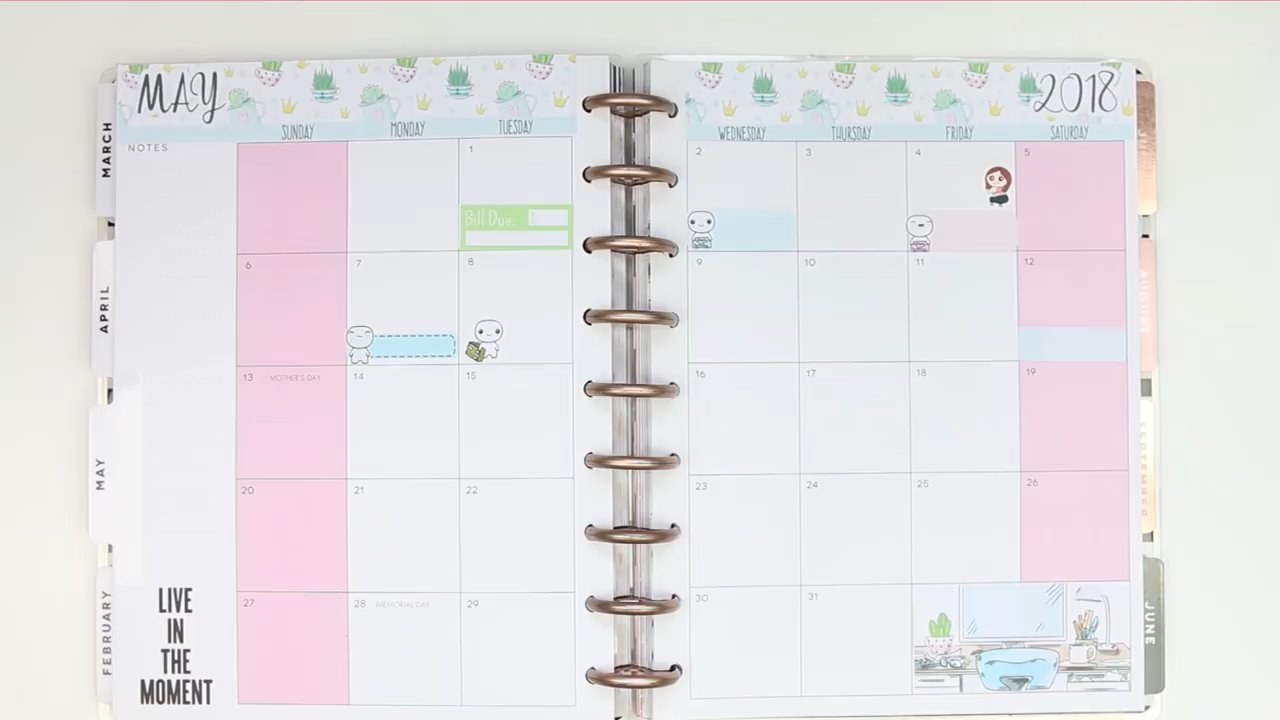 MAY
2018
SUNDAY MONDAY TUESDAY WEDNESDAY THURSDAY FRIDAY SATURDAY
NOTES
1 2 3 4 5
Bill Due:
6 7 8 9 10 11 12
13 MOTHER'S DAY 14 15 16 17 18 19
20 21 22 23 24 25 26
27 28 MEMORIAL DAY 29 30 31
LIVE
IN
THE
MOMENT
MARCH
APRIL
MAY
FEBRUARY
AUGUST
SEPTEMBER
JUNE